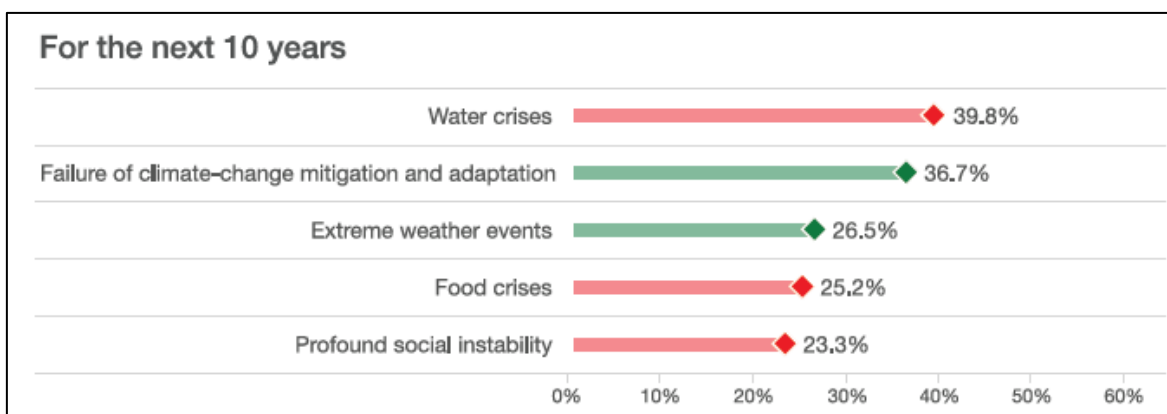 For the next 10 years
Water crises 39.8%
Failure of climate-change mitigation and adaptation 36.7%
Extreme weather events 26.5%
Food crises 25.2%
Profound social instability 23.3%
0% 10% 20% 30% 40% 50% 60%